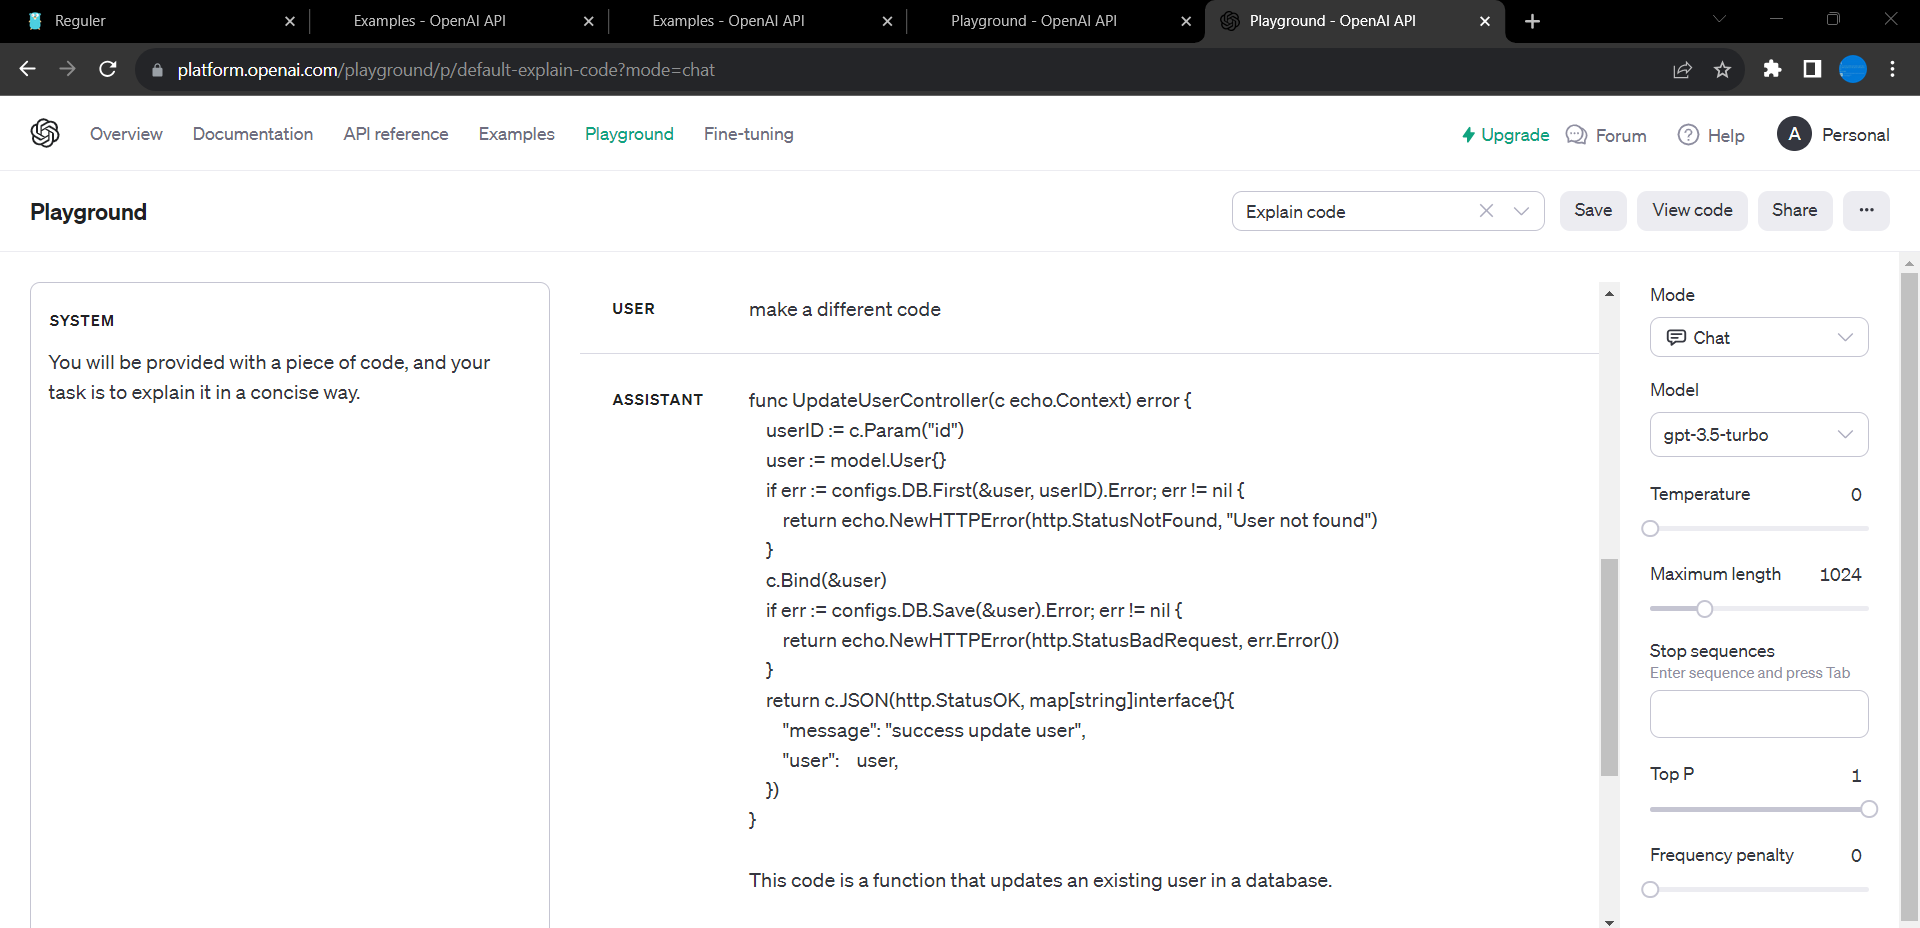 Reguler
Examples - OpenAI API
Examples - OpenAI API
Playground - OpenAI API
Playground - OpenAI API
platform.openai.com/playground/p/default-explain-code?mode=chat
Overview
Documentation
API reference
Examples
Playground
Fine-tuning
Upgrade
Forum
Help
A
Personal
Playground
Explain code
Save
View code
Share
SYSTEM
You will be provided with a piece of code, and your
task is to explain it in a concise way.
USER
make a different code
ASSISTANT
func UpdateUserController(c echo.Context) error {
userID := c.Param("id")
user := model.User{}
if err := configs.DB.First(&user, userID).Error; err != nil {
return echo.NewHTTPError(http.StatusNotFound, "User not found")
}
c.Bind(&user)
if err := configs.DB.Save(&user).Error; err != nil {
return echo.NewHTTPError(http.StatusBadRequest, err.Error())
}
return c.JSON(http.StatusOK, map[string]interface{}{
"message": "success update user",
"user":    user,
})
}
This code is a function that updates an existing user in a database.
Mode
Chat
Model
gpt-3.5-turbo
Temperature 0
Maximum length 1024
Stop sequences
Enter sequence and press Tab
Top P 1
Frequency penalty 0